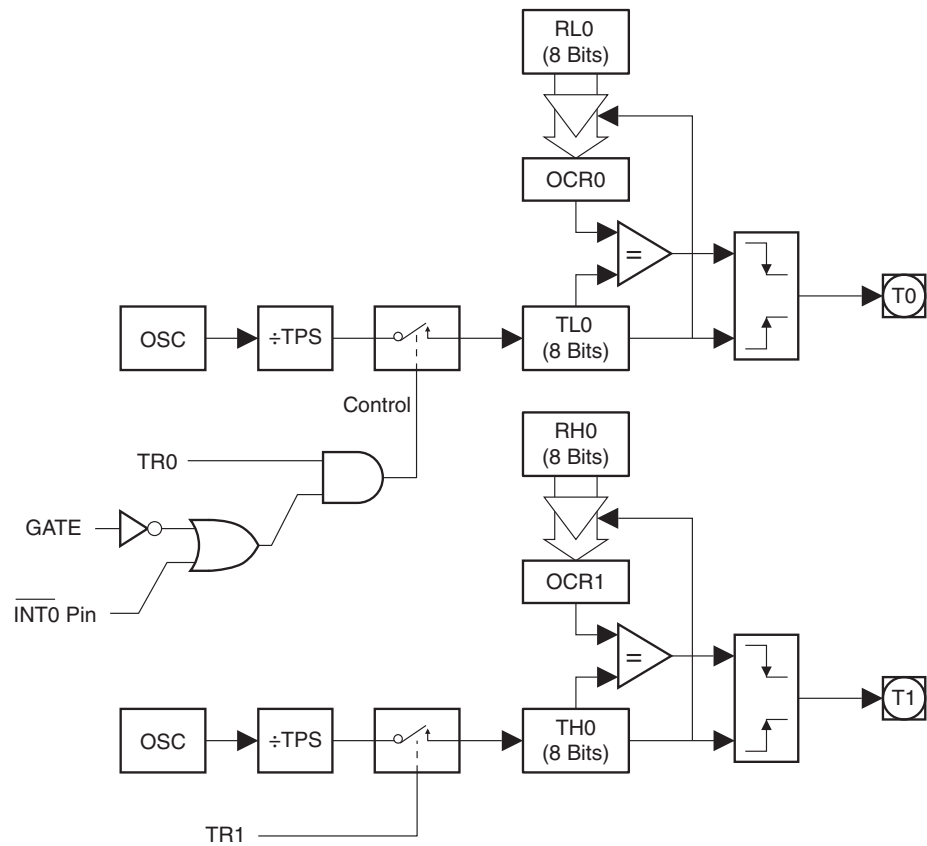 RL0
(8 Bits)
OCR0
=
OSC
÷TPS
TL0
(8 Bits)
T0
Control
TR0
GATE
INT0 Pin
RH0
(8 Bits)
OCR1
=
OSC
÷TPS
TH0
(8 Bits)
T1
TR1